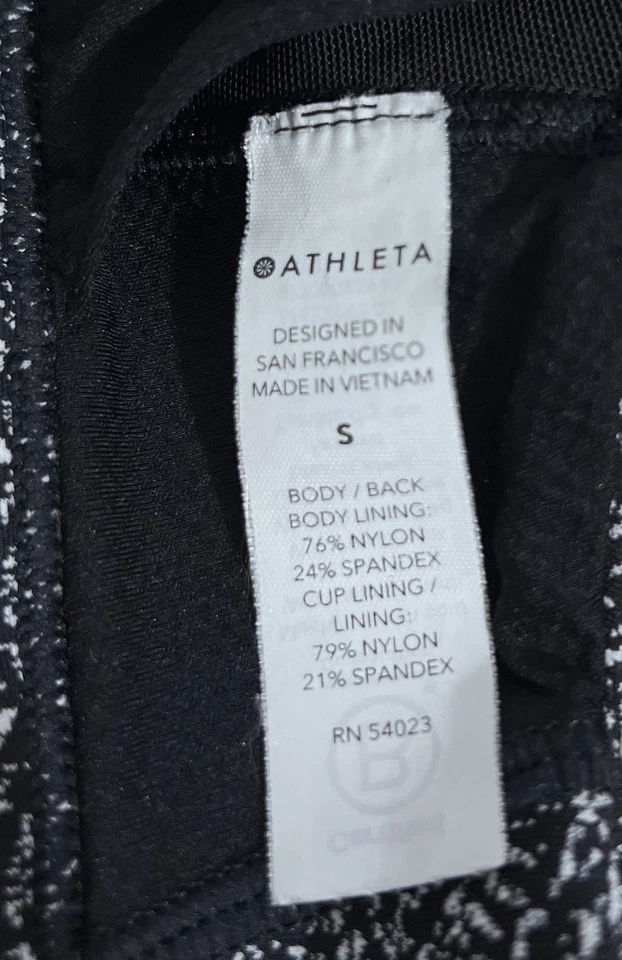 ATHLETA
DESIGNED IN
SAN FRANCISCO
MADE IN VIETNAM
S
BODY / BACK
BODY LINING:
76% NYLON
24% SPANDEX
CUP LINING /
LINING:
79% NYLON
21% SPANDEX
RN 54023